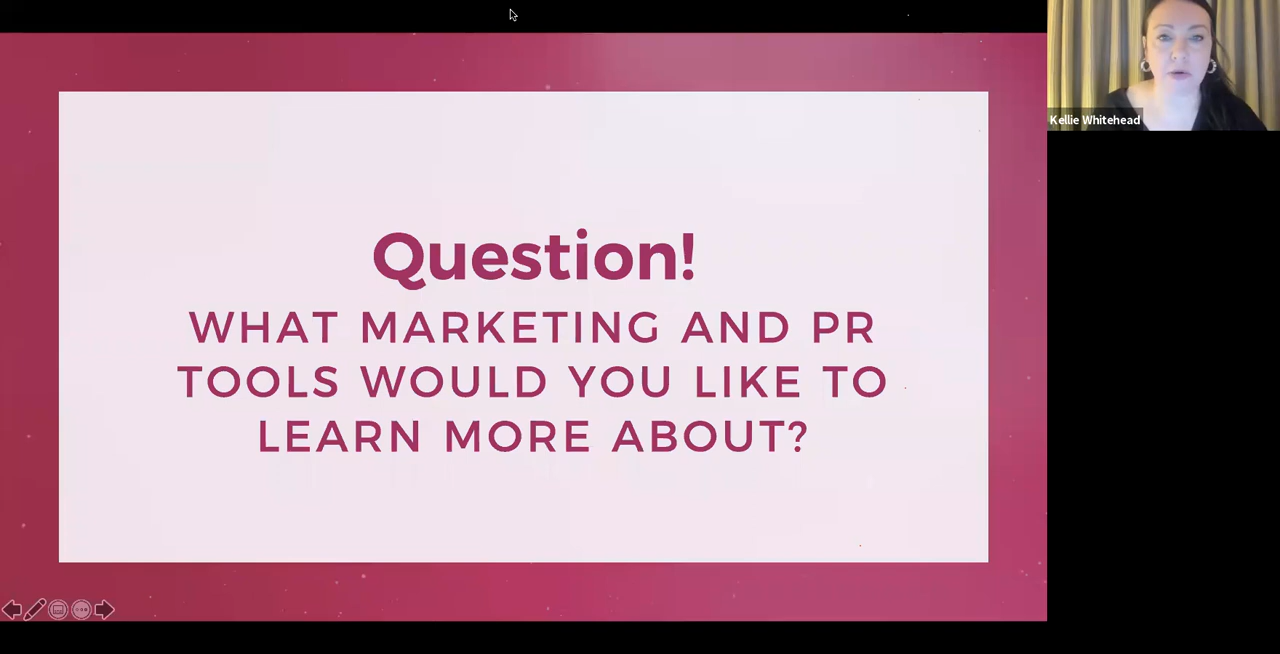 Question!
WHAT MARKETING AND PR
TOOLS WOULD YOU LIKE TO
LEARN MORE ABOUT?
Kellie Whitehead